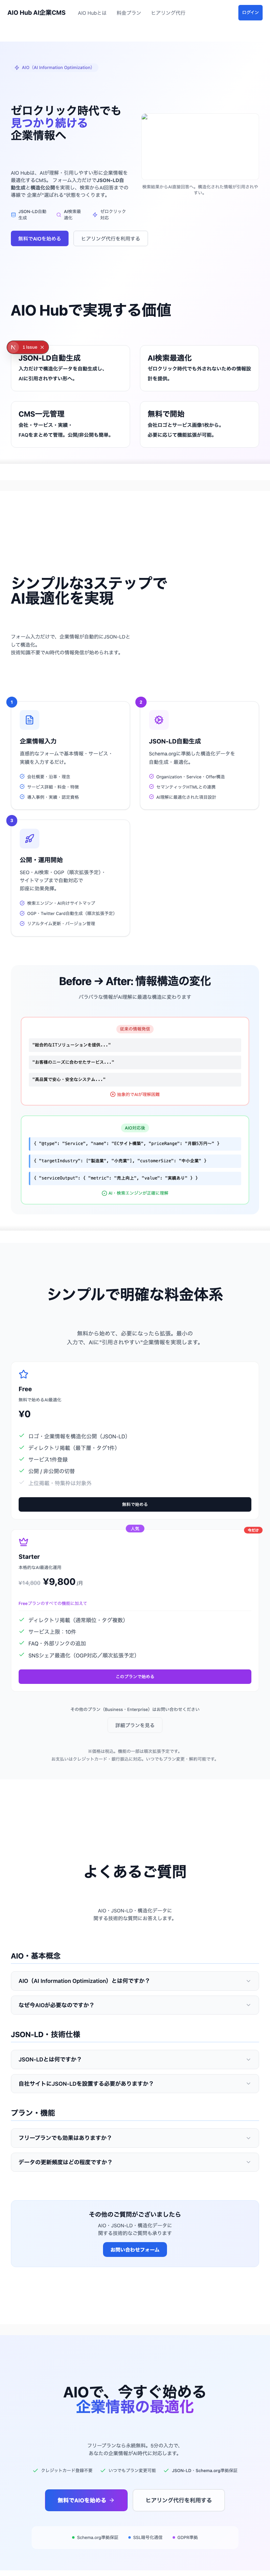 AIO Hub AI企業CMS
AIO Hubとは
料金プラン
ヒアリング代行
ログイン
AIO（AI Information Optimization）
ゼロクリック時代でも
見つかり続ける
企業情報へ
AIO Hubは、AIが理解・引用しやすい形に企業情報を
最適化するCMS。フォーム入力だけでJSON-LD自
動生成と構造化公開を実現し、検索からAI回答までの
導線で 企業が“選ばれる”状態をつくります。
JSON-LD自動
生成
AI検索最
適化
ゼロクリック
対応
無料でAIOを始める
ヒアリング代行を利用する
検索結果からAI直接回答へ。構造化された情報が引用されや
すい。
AIO Hubで実現する価値
N
1 Issue
JSON-LD自動生成
入力だけで構造化データを自動生成し、
AIに引用されやすい形へ。
AI検索最適化
ゼロクリック時代でも外されないための情報設
計を提供。
CMS一元管理
会社・サービス・実績・
FAQをまとめて管理。公開/非公開も簡単。
無料で開始
会社ロゴとサービス画像1枚から。
必要に応じて機能拡張が可能。
シンプルな3ステップで
AI最適化を実現
フォーム入力だけで、企業情報が自動的にJSON-LDと
して構造化。
技術知識不要でAI時代の情報発信が始められます。
1
企業情報入力
直感的なフォームで基本情報・サービス・
実績を入力するだけ。
会社概要・沿革・理念
サービス詳細・料金・特徴
導入事例・実績・認定資格
2
JSON-LD自動生成
Schema.orgに準拠した構造化データを
自動生成・最適化。
Organization・Service・Offer構造
セマンティックHTMLとの連携
AI理解に最適化された項目設計
3
公開・運用開始
SEO・AI検索・OGP（順次拡張予定）・
サイトマップまで自動対応で
即座に効果発揮。
検索エンジン・AI向けサイトマップ
OGP・Twitter Card自動生成（順次拡張予定）
リアルタイム更新・バージョン管理
Before → After: 情報構造の変化
バラバラな情報がAI理解に最適な構造に変わります
従来の情報発信
"総合的なITソリューションを提供..."
"お客様のニーズに合わせたサービス..."
"高品質で安心・安全なシステム..."
抽象的でAIが理解困難
AIO対応後
{ "@type": "Service", "name": "ECサイト構築", "priceRange": "月額5万円〜" }
{ "targetIndustry": ["製造業", "小売業"], "customerSize": "中小企業" }
{ "serviceOutput": { "metric": "売上向上", "value": "実績あり" } }
AI・検索エンジンが正確に理解
シンプルで明確な料金体系
無料から始めて、必要になったら拡張。最小の
入力で、AIに“引用されやすい”企業情報を実現します。
Free
無料で始めるAI最適化
¥0
ロゴ・企業情報を構造化公開（JSON-LD）
ディレクトリ掲載（最下層・タグ1件）
サービス1件登録
公開 / 非公開の切替
上位掲載・特集枠は対象外
無料で始める
人気
今だけ
Starter
本格的なAI最適化運用
¥14,800 ¥9,800 /月
Freeプランのすべての機能に加えて
ディレクトリ掲載（通常順位・タグ複数）
サービス上限：10件
FAQ・外部リンクの追加
SNSシェア最適化（OGP対応／順次拡張予定）
このプランで始める
その他のプラン（Business・Enterprise）はお問い合わせください
詳細プランを見る
※価格は税込。機能の一部は順次拡張予定です。
お支払いはクレジットカード・銀行振込に対応。いつでもプラン変更・解約可能です。
よくあるご質問
AIO・JSON-LD・構造化データに
関する技術的な質問にお答えします。
AIO・基本概念
AIO（AI Information Optimization）とは何ですか？
なぜ今AIOが必要なのですか？
JSON-LD・技術仕様
JSON-LDとは何ですか？
自社サイトにJSON-LDを設置する必要がありますか？
プラン・機能
フリープランでも効果はありますか？
データの更新頻度はどの程度ですか？
その他のご質問がございましたら
AIO・JSON-LD・構造化データに
関する技術的なご質問も承ります
お問い合わせフォーム
AIOで、今すぐ始める
企業情報の最適化
フリープランなら永続無料。5分の入力で、
あなたの企業情報がAI時代に対応します。
クレジットカード登録不要
いつでもプラン変更可能
JSON-LD・Schema.org準拠保証
無料でAIOを始める →
ヒアリング代行を利用する
Schema.org準拠保証
SSL暗号化通信
GDPR準拠